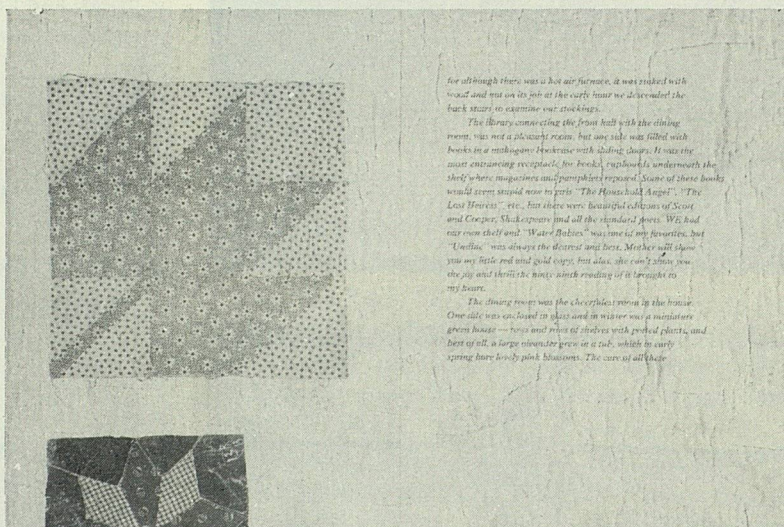 for although there was a hot air furnace, it was stoked with
wood and not on its job at the early hour we descended the
back stairs to examine our stockings.
The library connecting the front hall with the dining
room, was not a pleasant room, but one side was filled with
books in a mahogany bookcase with sliding doors. It was the
most entrancing receptacle for books, cupboards underneath the
shelf where magazines and pamphlets reposed. Some of these books
would seem stupid now to girls "The Household Angel", "The
Lost Heiress", etc., but there were beautiful editions of Scott
and Cooper, Shakespeare and all the standard poets. WE had
our own shelf and "Water Babies" was one of my favorites, but
"Undine" was always the dearest and best. Mother will show
you my little red and gold copy, but alas, she can't show you
the joy and thrill the ninty-ninth reading of it brought to
my heart.
The dining room was the cheerfulest room in the house.
One side was enclosed in glass and in winter was a miniature
green house — rows and rows of shelves with potted plants, and
best of all, a large oleander grew in a tub, which in early
spring bore lovely pink blossoms. The care of all these